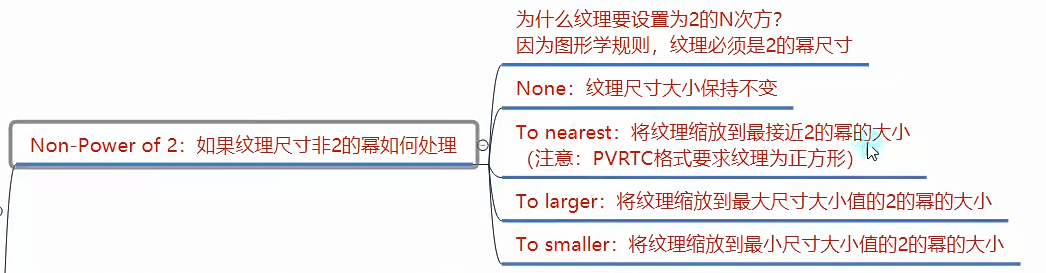 为什么纹理要设置为2的N次方？
因为图形学规则，纹理必须是2的幂尺寸
None：纹理尺寸大小保持不变
Non-Power of 2：如果纹理尺寸非2的幂如何处理
To nearest：将纹理缩放到最接近2的幂的大小
（注意：PVRTC格式要求纹理为正方形）
To larger：将纹理缩放到最大尺寸大小值的2的幂的大小
To smaller：将纹理缩放到最小尺寸大小值的2的幂的大小